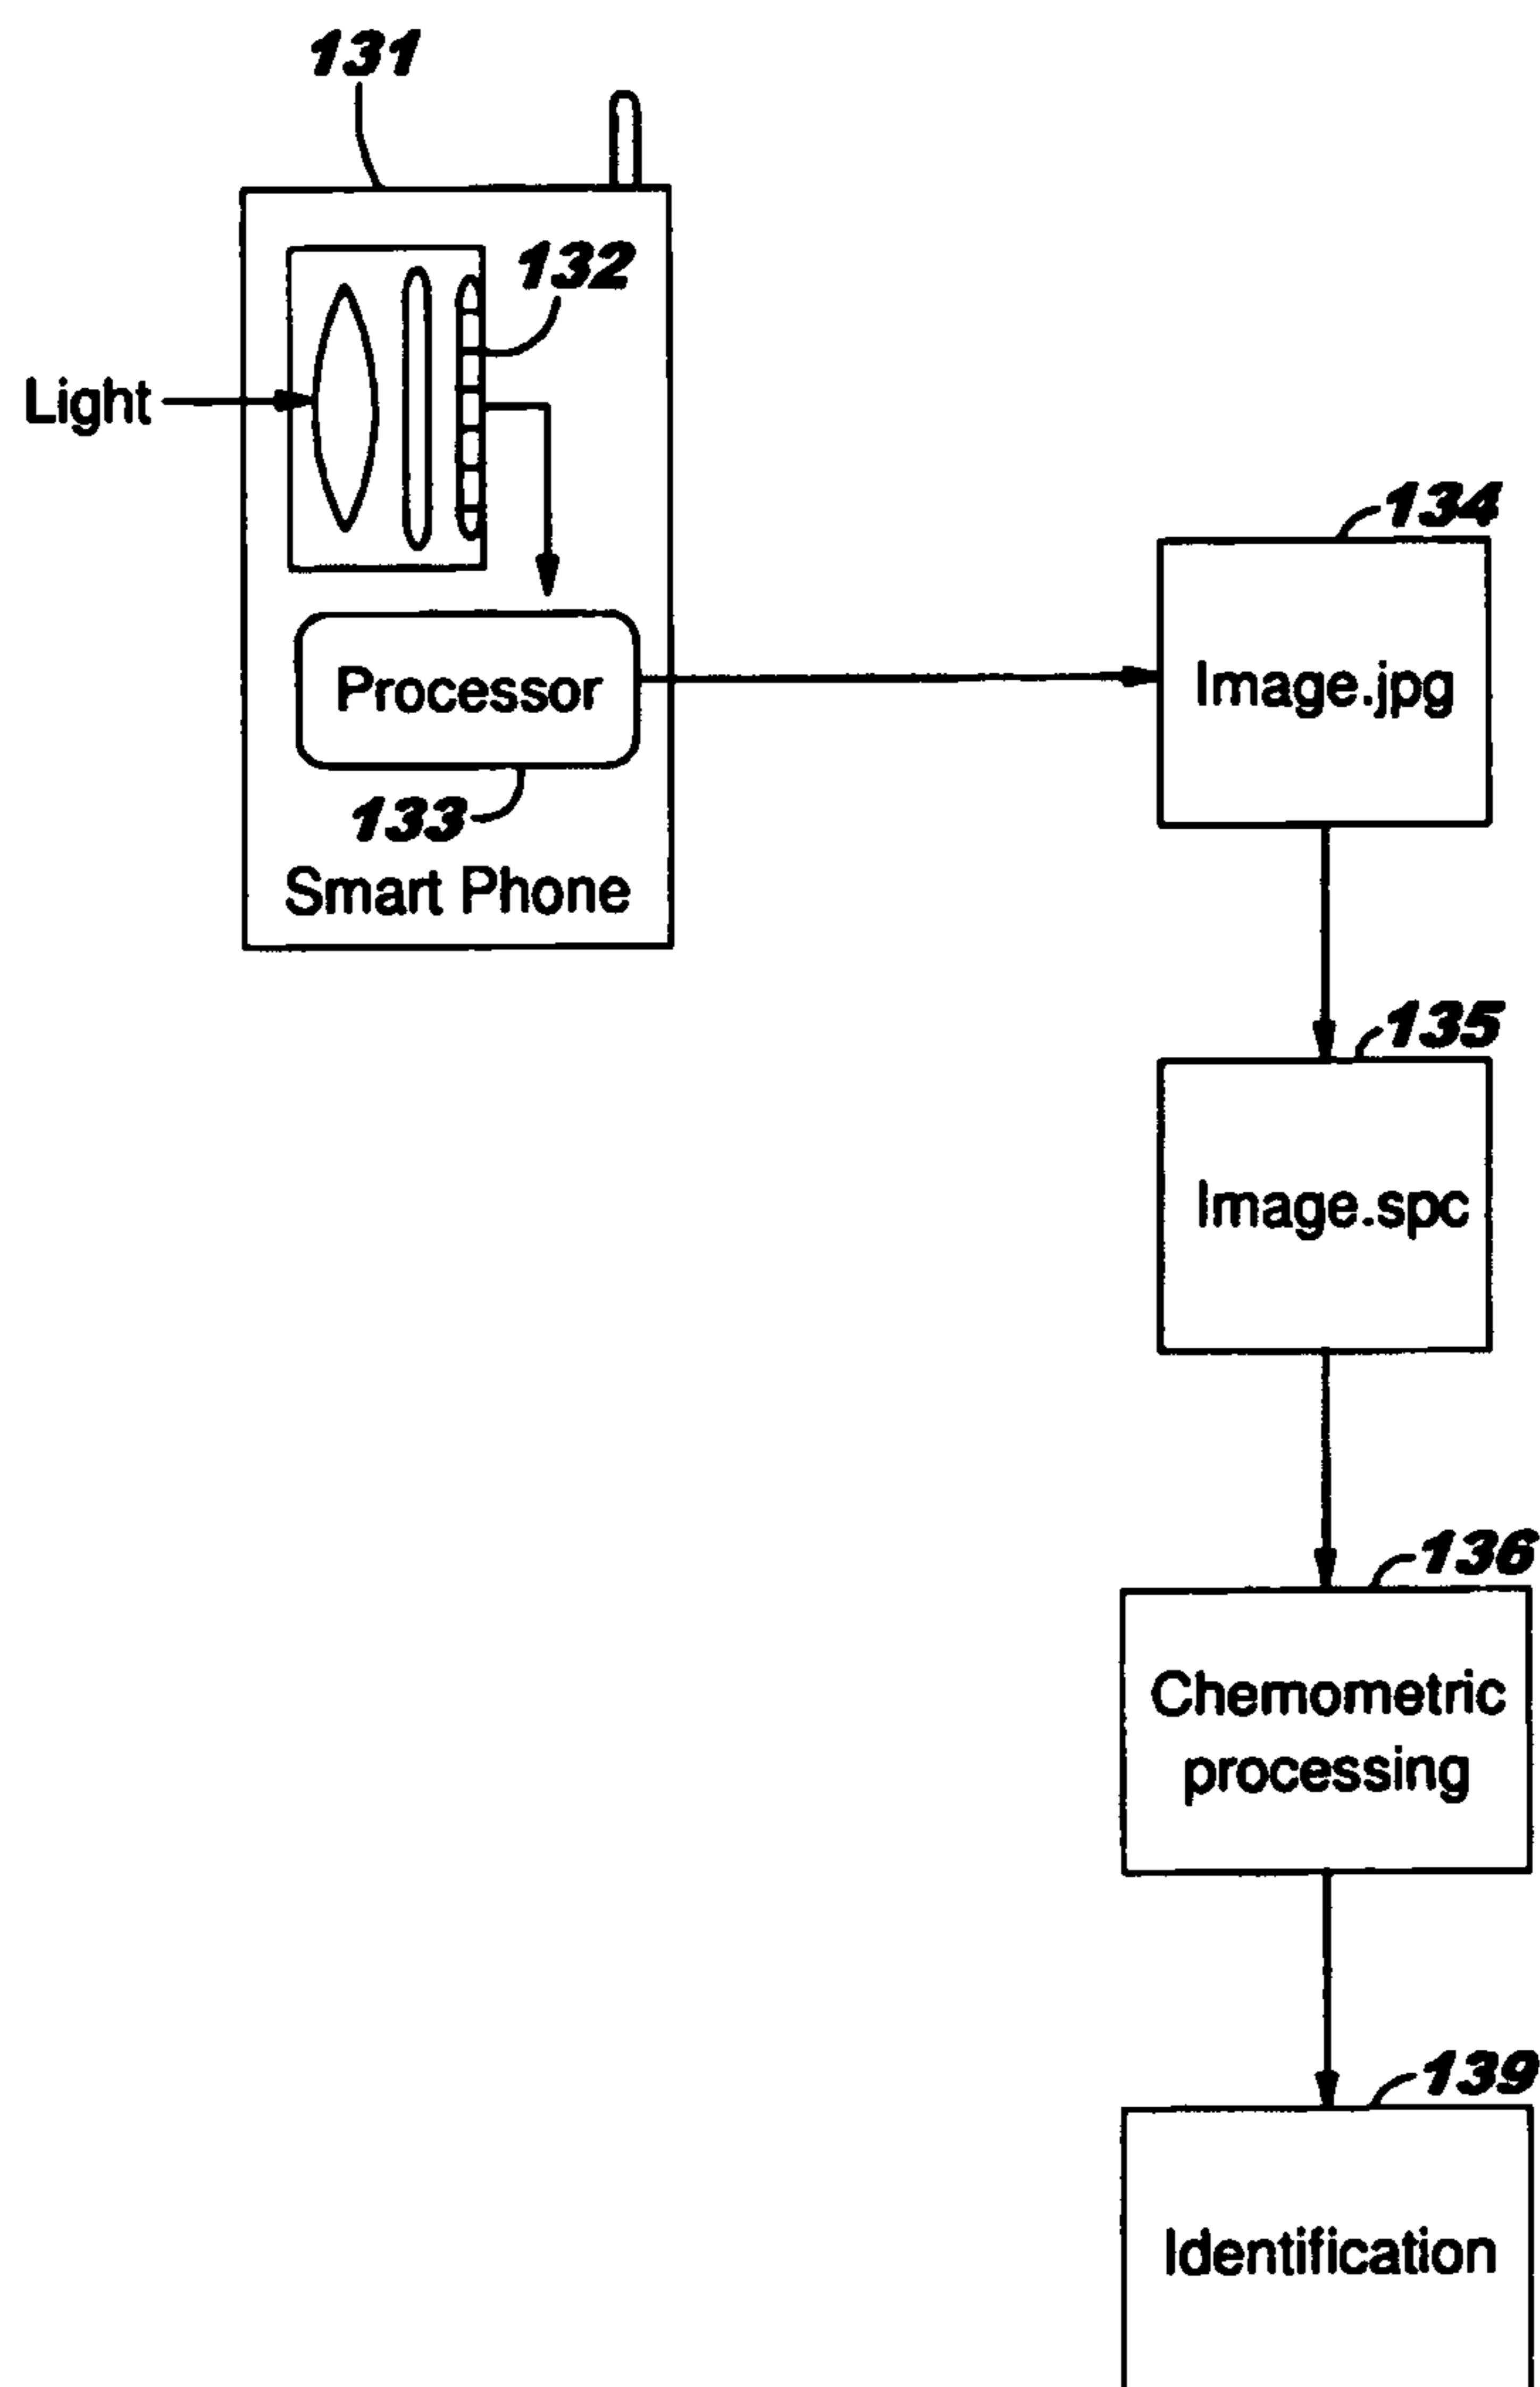 131
132
Light
Processor
133
Smart Phone
134
Image.jpg
135
Image.spc
136
Chemometric
processing
139
Identification